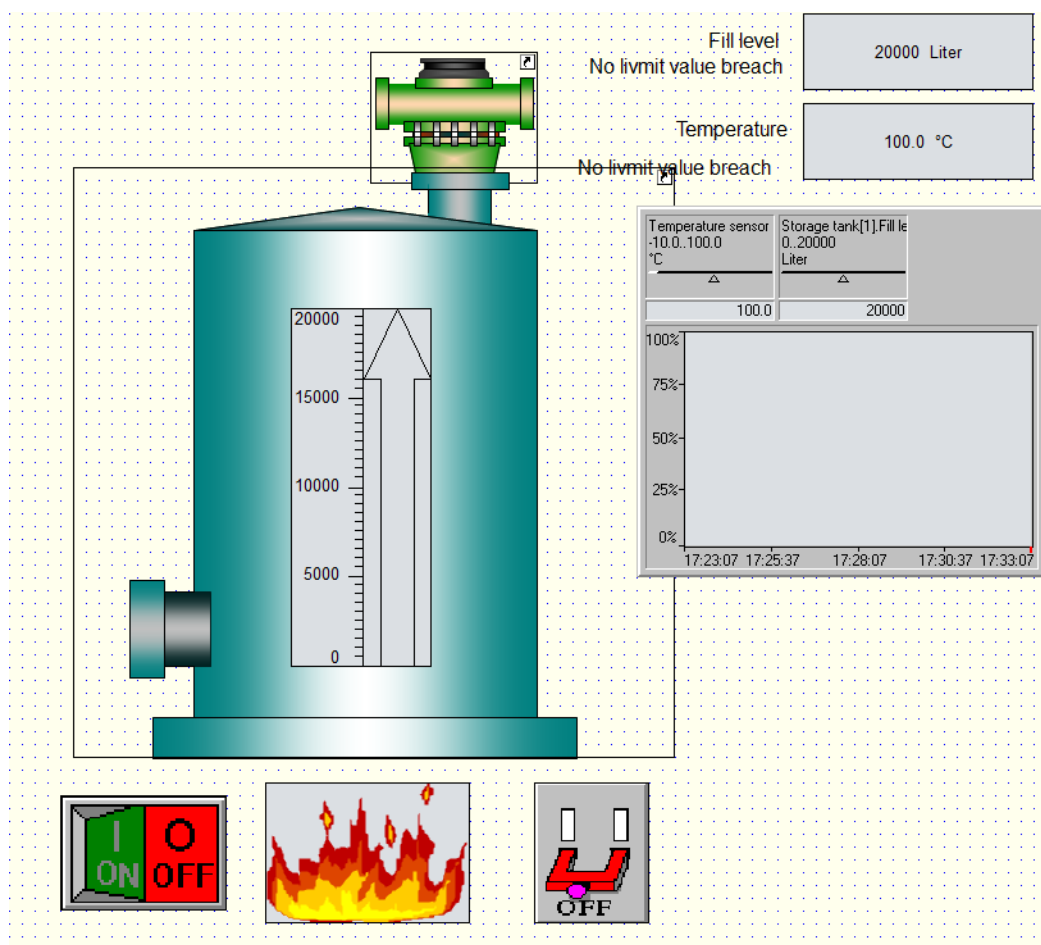 Fill level
20000 Liter
No livmit value breach
Temperature
100.0 °C
No livmit value breach
Temperature sensor
-10.0..100.0
°C
100.0
Storage tank[1].Fill le
0..20000
Liter
20000
100%
75%
50%
25%
0%
17:23:07 17:25:37 17:28:07 17:30:37 17:33:07
20000
15000
10000
5000
0
I
ON
O
OFF
OFF